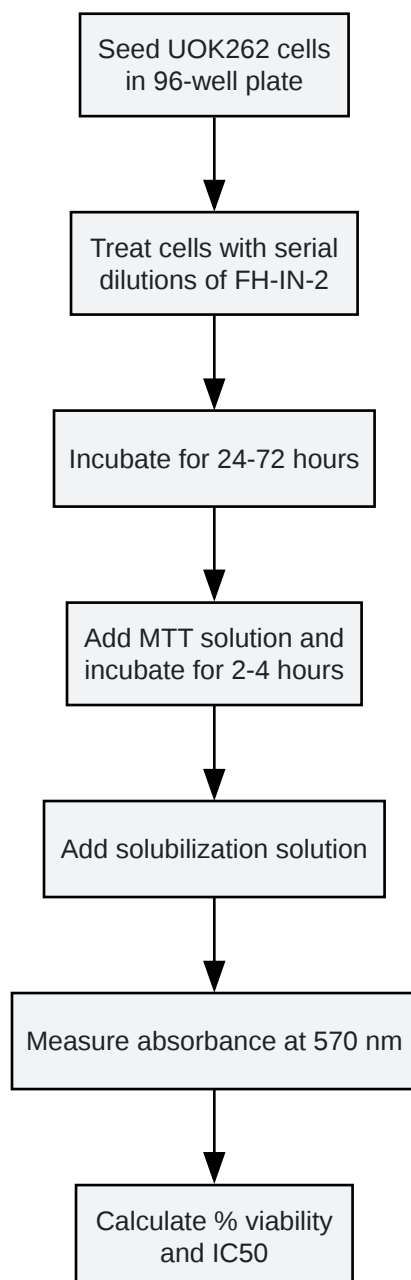 Seed UOK262 cells
in 96-well plate
Treat cells with serial
dilutions of FH-IN-2
Incubate for 24-72 hours
Add MTT solution and
incubate for 2-4 hours
Add solubilization solution
Measure absorbance at 570 nm
Calculate % viability
and IC50